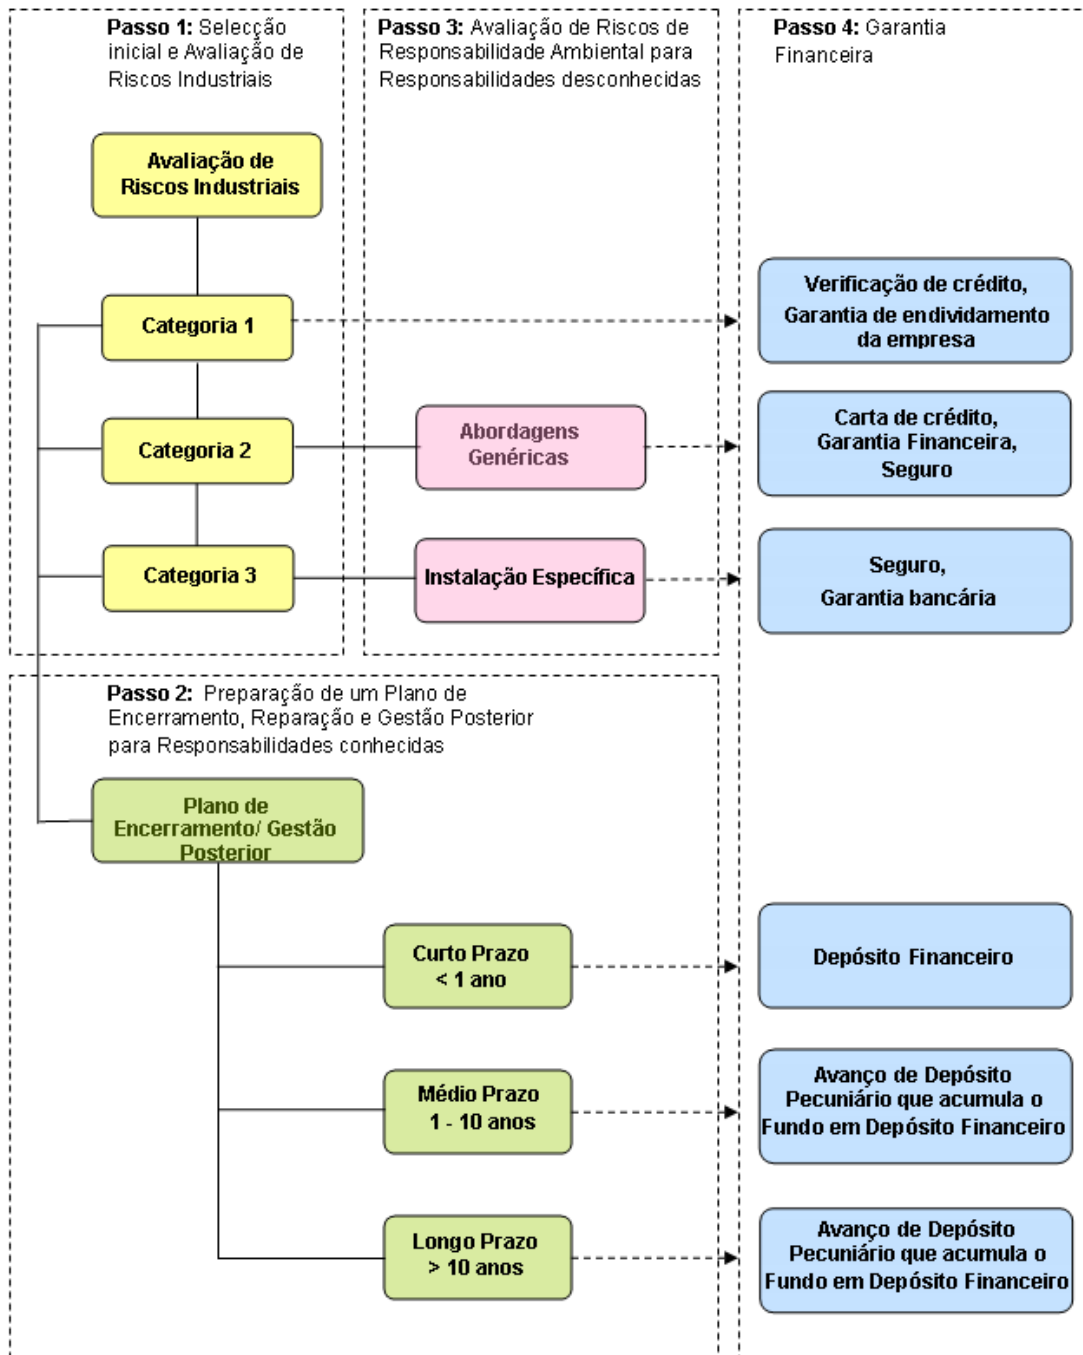 Passo 1: Selecção
inicial e Avaliação de
Riscos Industriais
Avaliação de
Riscos Industriais
Categoria 1
Categoria 2
Categoria 3
Passo 3: Avaliação de Riscos de
Responsabilidade Ambiental para
Responsabilidades desconhecidas
Abordagens
Genéricas
Instalação Específica
Passo 4: Garantia
Financeira
Verificação de crédito,
Garantia de endividamento
da empresa
Carta de crédito,
Garantia Financeira,
Seguro
Seguro,
Garantia bancária
Passo 2: Preparação de um Plano de
Encerramento, Reparação e Gestão Posterior
para Responsabilidades conhecidas
Plano de
Encerramento/ Gestão
Posterior
Curto Prazo
< 1 ano
Depósito Financeiro
Médio Prazo
1 - 10 anos
Avanço de Depósito
Pecuniário que acumula o
Fundo em Depósito Financeiro
Longo Prazo
> 10 anos
Avanço de Depósito
Pecuniário que acumula o
Fundo em Depósito Financeiro